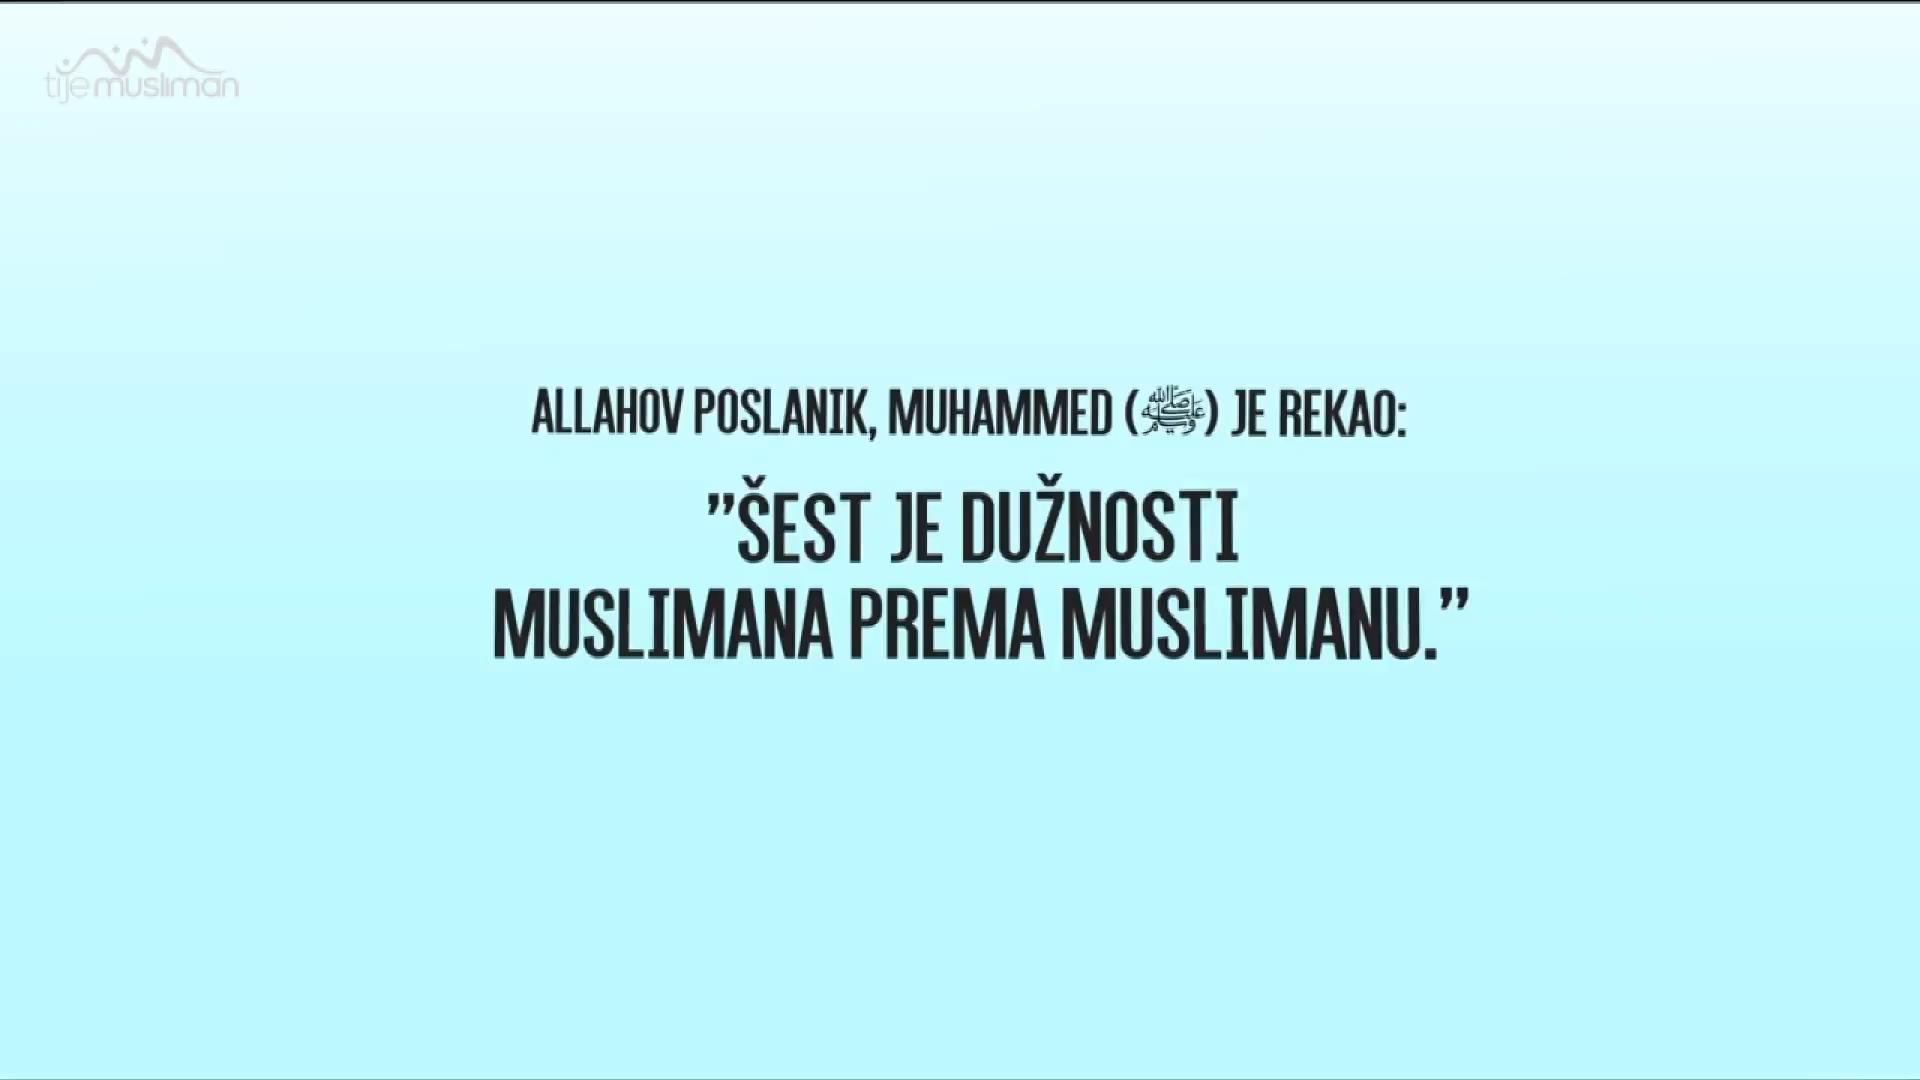 tijemusliman
ALLAHOV POSLANIK, MUHAMMED (ﷺ) JE REKAO:
”ŠEST JE DUŽNOSTI
MUSLIMANA PREMA MUSLIMANU.”